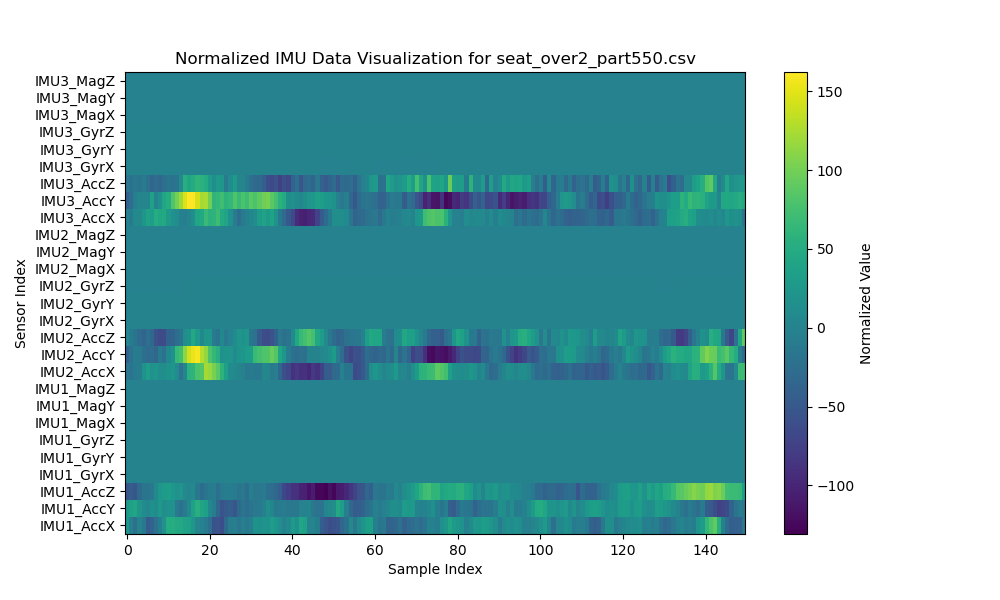 Normalized IMU Data Visualization for seat_over2_part550.csv
IMU3_MagZ
IMU3_MagY
IMU3_MagX
IMU3_GyrZ
IMU3_GyrY
IMU3_GyrX
IMU3_AccZ
IMU3_AccY
IMU3_AccX
IMU2_MagZ
IMU2_MagY
IMU2_MagX
IMU2_GyrZ
IMU2_GyrY
IMU2_GyrX
IMU2_AccZ
IMU2_AccY
IMU2_AccX
IMU1_MagZ
IMU1_MagY
IMU1_MagX
IMU1_GyrZ
IMU1_GyrY
IMU1_GyrX
IMU1_AccZ
IMU1_AccY
IMU1_AccX
Sensor Index
0 20 40 60 80 100 120 140
Sample Index
150
100
50
0
−50
−100
Normalized Value